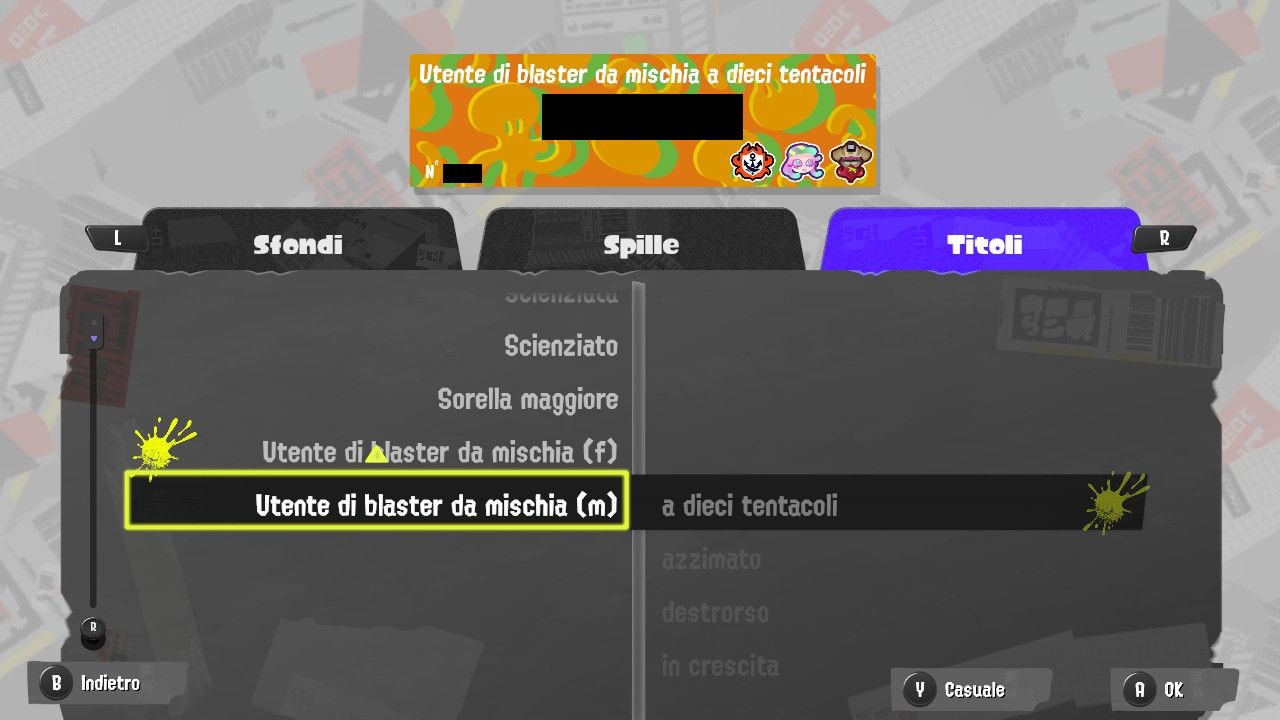 Utente di blaster da mischia a dieci tentacoli
N°
L
Sfondi
Spille
Titoli
R
Scienziata
Scienziato
Sorella maggiore
Utente di blaster da mischia (f)
Utente di blaster da mischia (m)
a dieci tentacoli
azzimato
destrorso
in crescita
R
B Indietro
Y Casuale
A OK